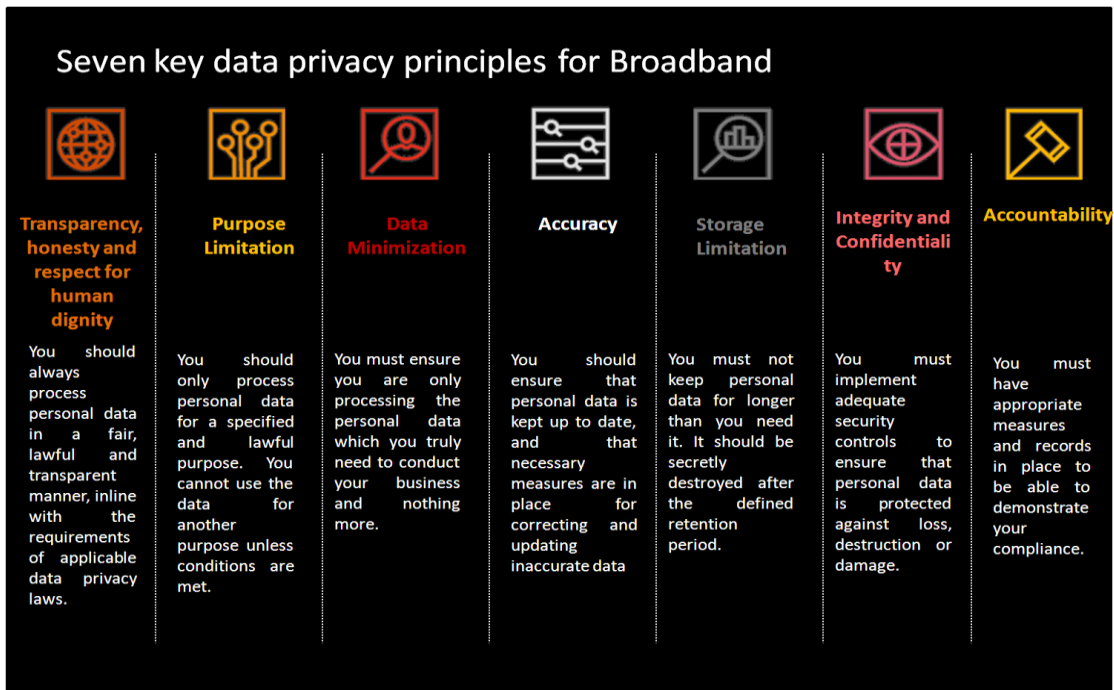 Seven key data privacy principles for Broadband
Transparency,
honesty and
respect for
human
dignity
You should
always
process
personal data
in a fair,
lawful and
transparent
manner, inline
with the
requirements
of applicable
data privacy
laws.
Purpose
Limitation
You should
only process
personal data
for a specified
and lawful
purpose. You
cannot use the
data for
another
purpose unless
conditions are
met.
Data
Minimization
You must ensure
you are only
processing the
personal data
which you truly
need to conduct
your business
and nothing
more.
Accuracy
You should
ensure that
personal data is
kept up to date,
and that
necessary
measures are in
place for
correcting and
updating
inaccurate data
Storage
Limitation
You must not
keep personal
data for longer
than you need
it. It should be
secretly
destroyed after
the defined
retention
period.
Integrity and
Confidentiali
ty
You must
implement
adequate
security
controls to
ensure that
personal data
is protected
against loss,
destruction or
damage.
Accountability
You must
have
appropriate
measures
and records
in place to
be able to
demonstrate
your
compliance.